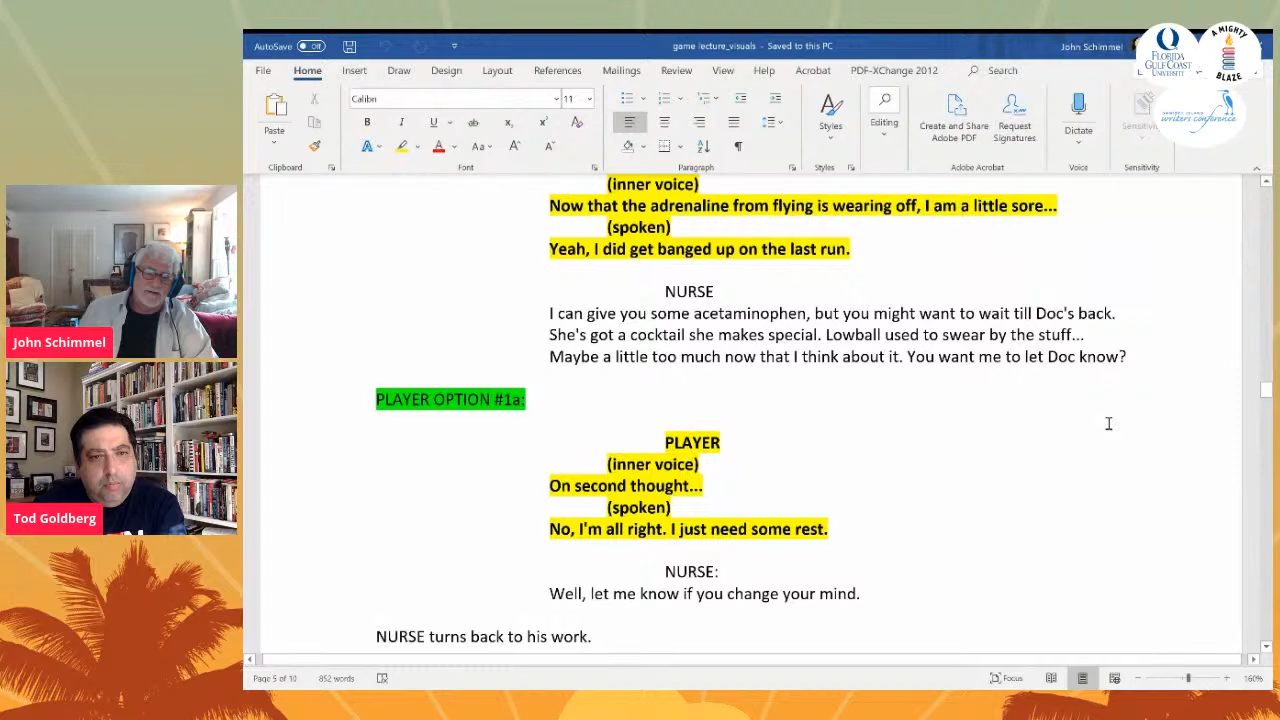 AutoSave Off
game lecture_visuals - Saved to this PC
John Schimmel
File Home Insert Draw Design Layout References Mailings Review View Help Acrobat PDF-XChange 2012 Search
FLORIDA
GULF COAST
UNIVERSITY
A MIGHTY
BLAZE
writers conference
Calibri 11
Paste
Styles
Editing
Create and Share
Adobe PDF
Request
Signatures
Dictate
Sensitivity
Clipboard
Font
Paragraph
Styles
Adobe Acrobat
Voice
Sensitivity
(inner voice)
Now that the adrenaline from flying is wearing off, I am a little sore...
(spoken)
Yeah, I did get banged up on the last run.
NURSE
I can give you some acetaminophen, but you might want to wait till Doc's back.
She's got a cocktail she makes special. Lowball used to swear by the stuff...
Maybe a little too much now that I think about it. You want me to let Doc know?
PLAYER OPTION #1a:
PLAYER
(inner voice)
On second thought...
(spoken)
No, I'm all right. I just need some rest.
NURSE:
Well, let me know if you change your mind.
NURSE turns back to his work.
John Schimmel
Tod Goldberg
Page 5 of 10 852 words
Focus
160%